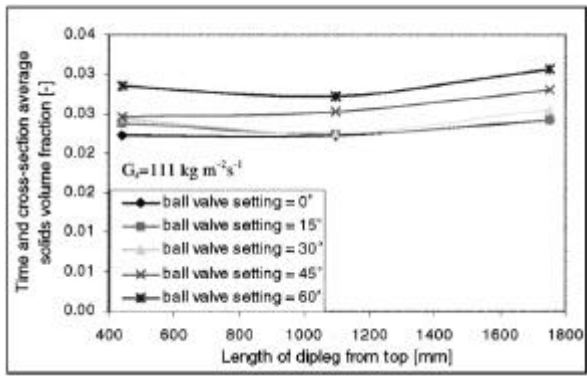 Time and cross-section average
solids volume fraction [-]
0.04
0.03
0.03
0.02
0.02
0.01
0.01
0.00
Gs=111 kg m⁻²s⁻¹
ball valve setting = 0°
ball valve setting = 15°
ball valve setting = 30°
ball valve setting = 45°
ball valve setting = 60°
400 600 800 1000 1200 1400 1600 1800
Length of dipleg from top [mm]